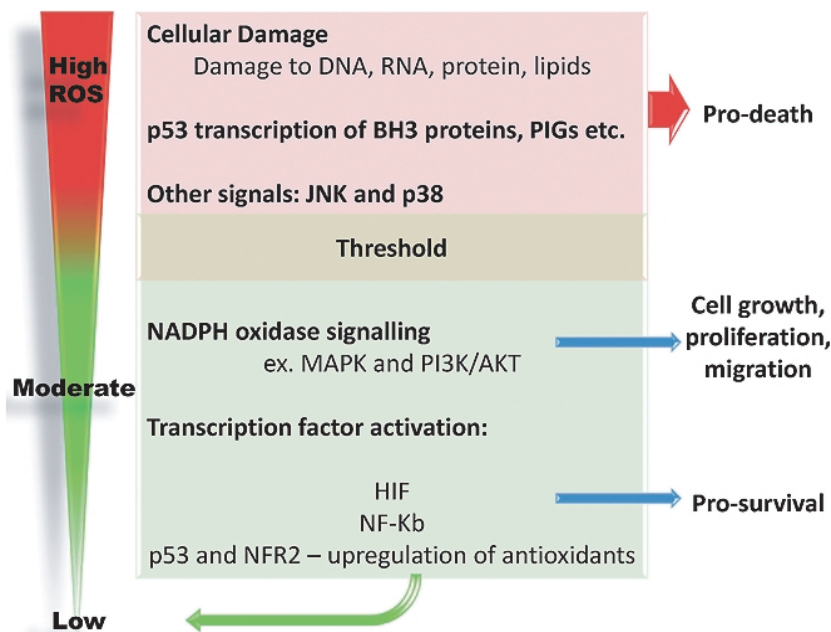 High
ROS
Cellular Damage
Damage to DNA, RNA, protein, lipids
p53 transcription of BH3 proteins, PIGs etc.
Other signals: JNK and p38
Pro-death
Threshold
NADPH oxidase signalling
ex. MAPK and PI3K/AKT
Cell growth,
proliferation,
migration
Moderate
Transcription factor activation:
HIF
NF-Kb
p53 and NFR2 – upregulation of antioxidants
Pro-survival
Low